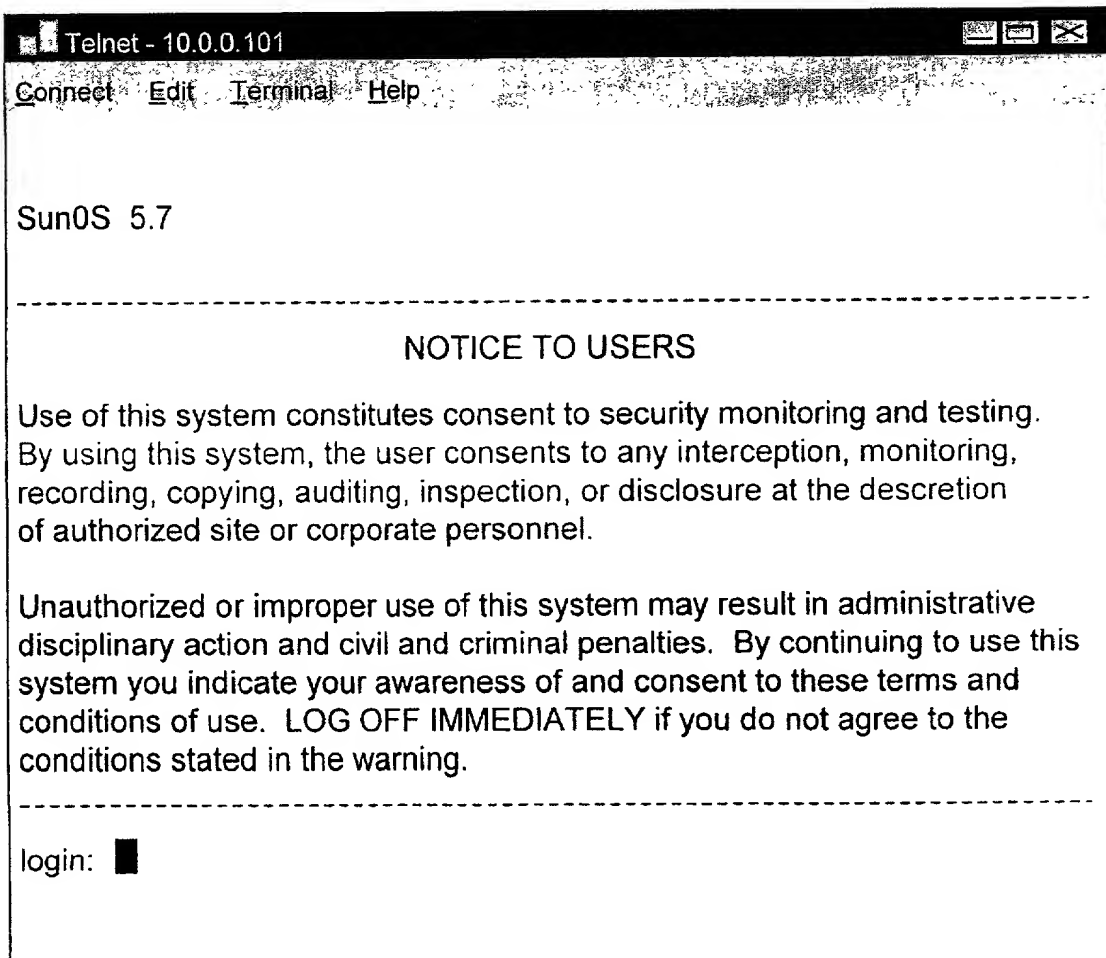 Telnet - 10.0.0.101
Connect Edit Terminal Help
Sun0S 5.7
--------------------------------------------------------------------------------
NOTICE TO USERS
Use of this system constitutes consent to security monitoring and testing.
By using this system, the user consents to any interception, monitoring,
recording, copying, auditing, inspection, or disclosure at the descretion
of authorized site or corporate personnel.
Unauthorized or improper use of this system may result in administrative
disciplinary action and civil and criminal penalties. By continuing to use this
system you indicate your awareness of and consent to these terms and
conditions of use. LOG OFF IMMEDIATELY if you do not agree to the
conditions stated in the warning.
--------------------------------------------------------------------------------
login: